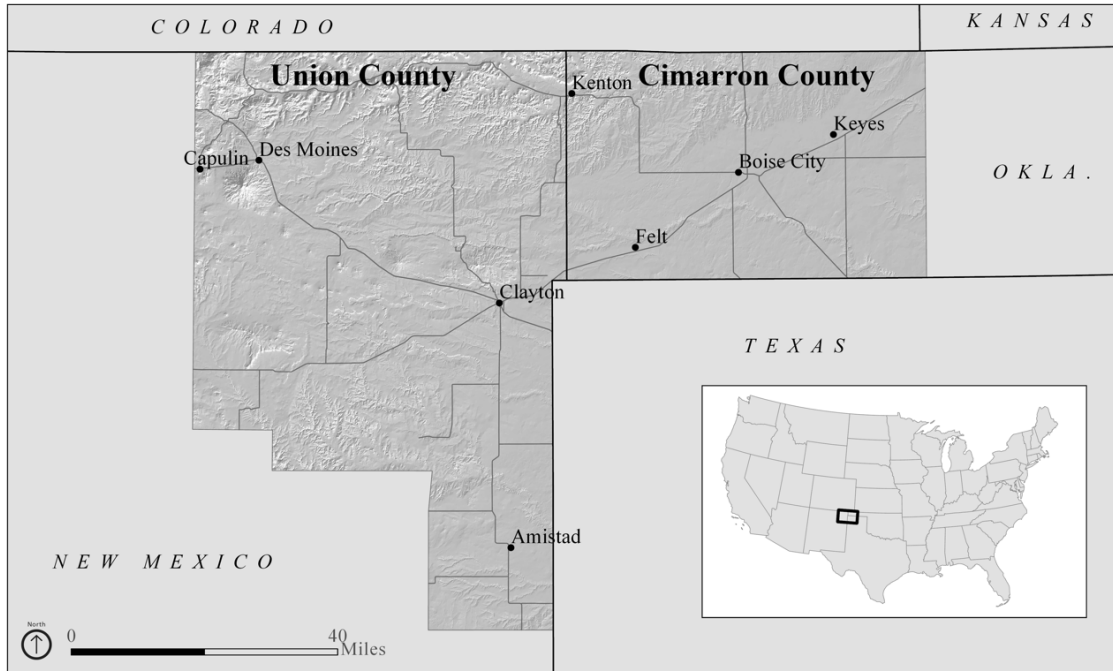 COLORADO
KANSAS
Union County
Cimarron County
Kenton
Keyes
Capulin
Des Moines
Boise City
OKLA.
Felt
Clayton
TEXAS
Amistad
NEW MEXICO
North
0
40
Miles